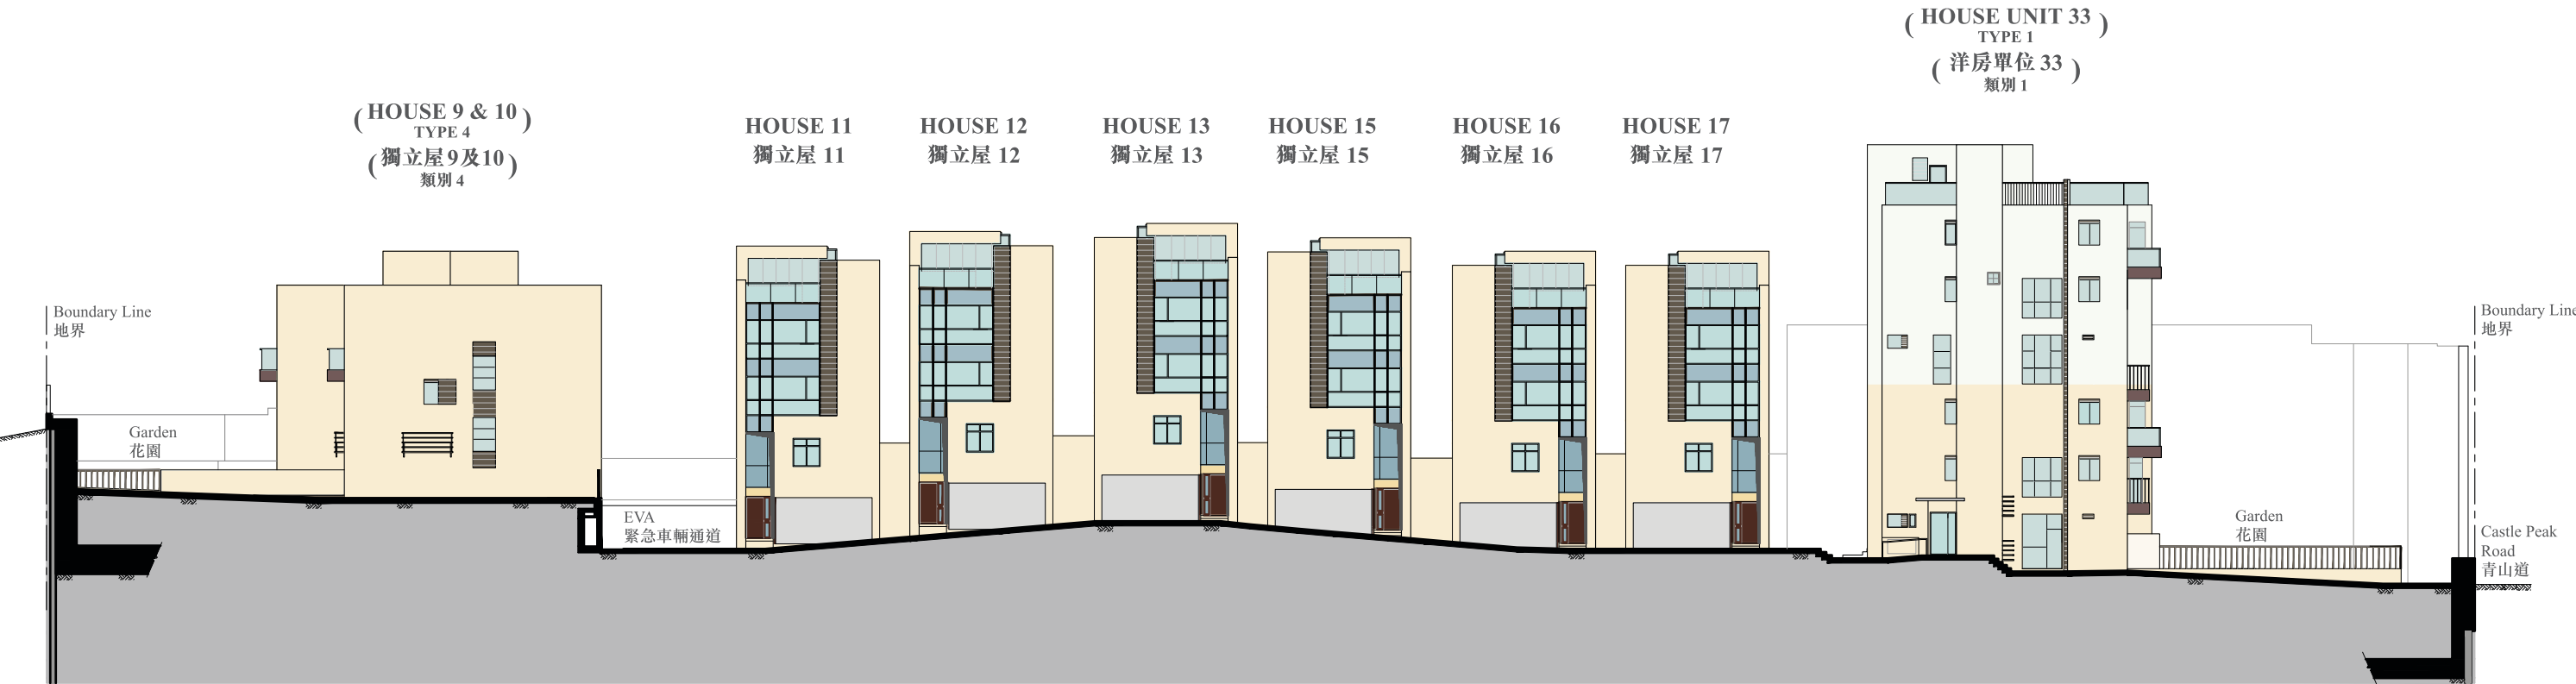 ( HOUSE UNIT 33 )
TYPE 1
( 洋房單位 33 )
類別 1
( HOUSE 9 & 10 )
TYPE 4
( 獨立屋 9 及 10 )
類別 4
HOUSE 11
獨立屋 11
HOUSE 12
獨立屋 12
HOUSE 13
獨立屋 13
HOUSE 15
獨立屋 15
HOUSE 16
獨立屋 16
HOUSE 17
獨立屋 17
Boundary Line
地界
Boundary Line
地界
Garden
花園
EVA
緊急車輛通道
Garden
花園
Castle Peak
Road
青山道